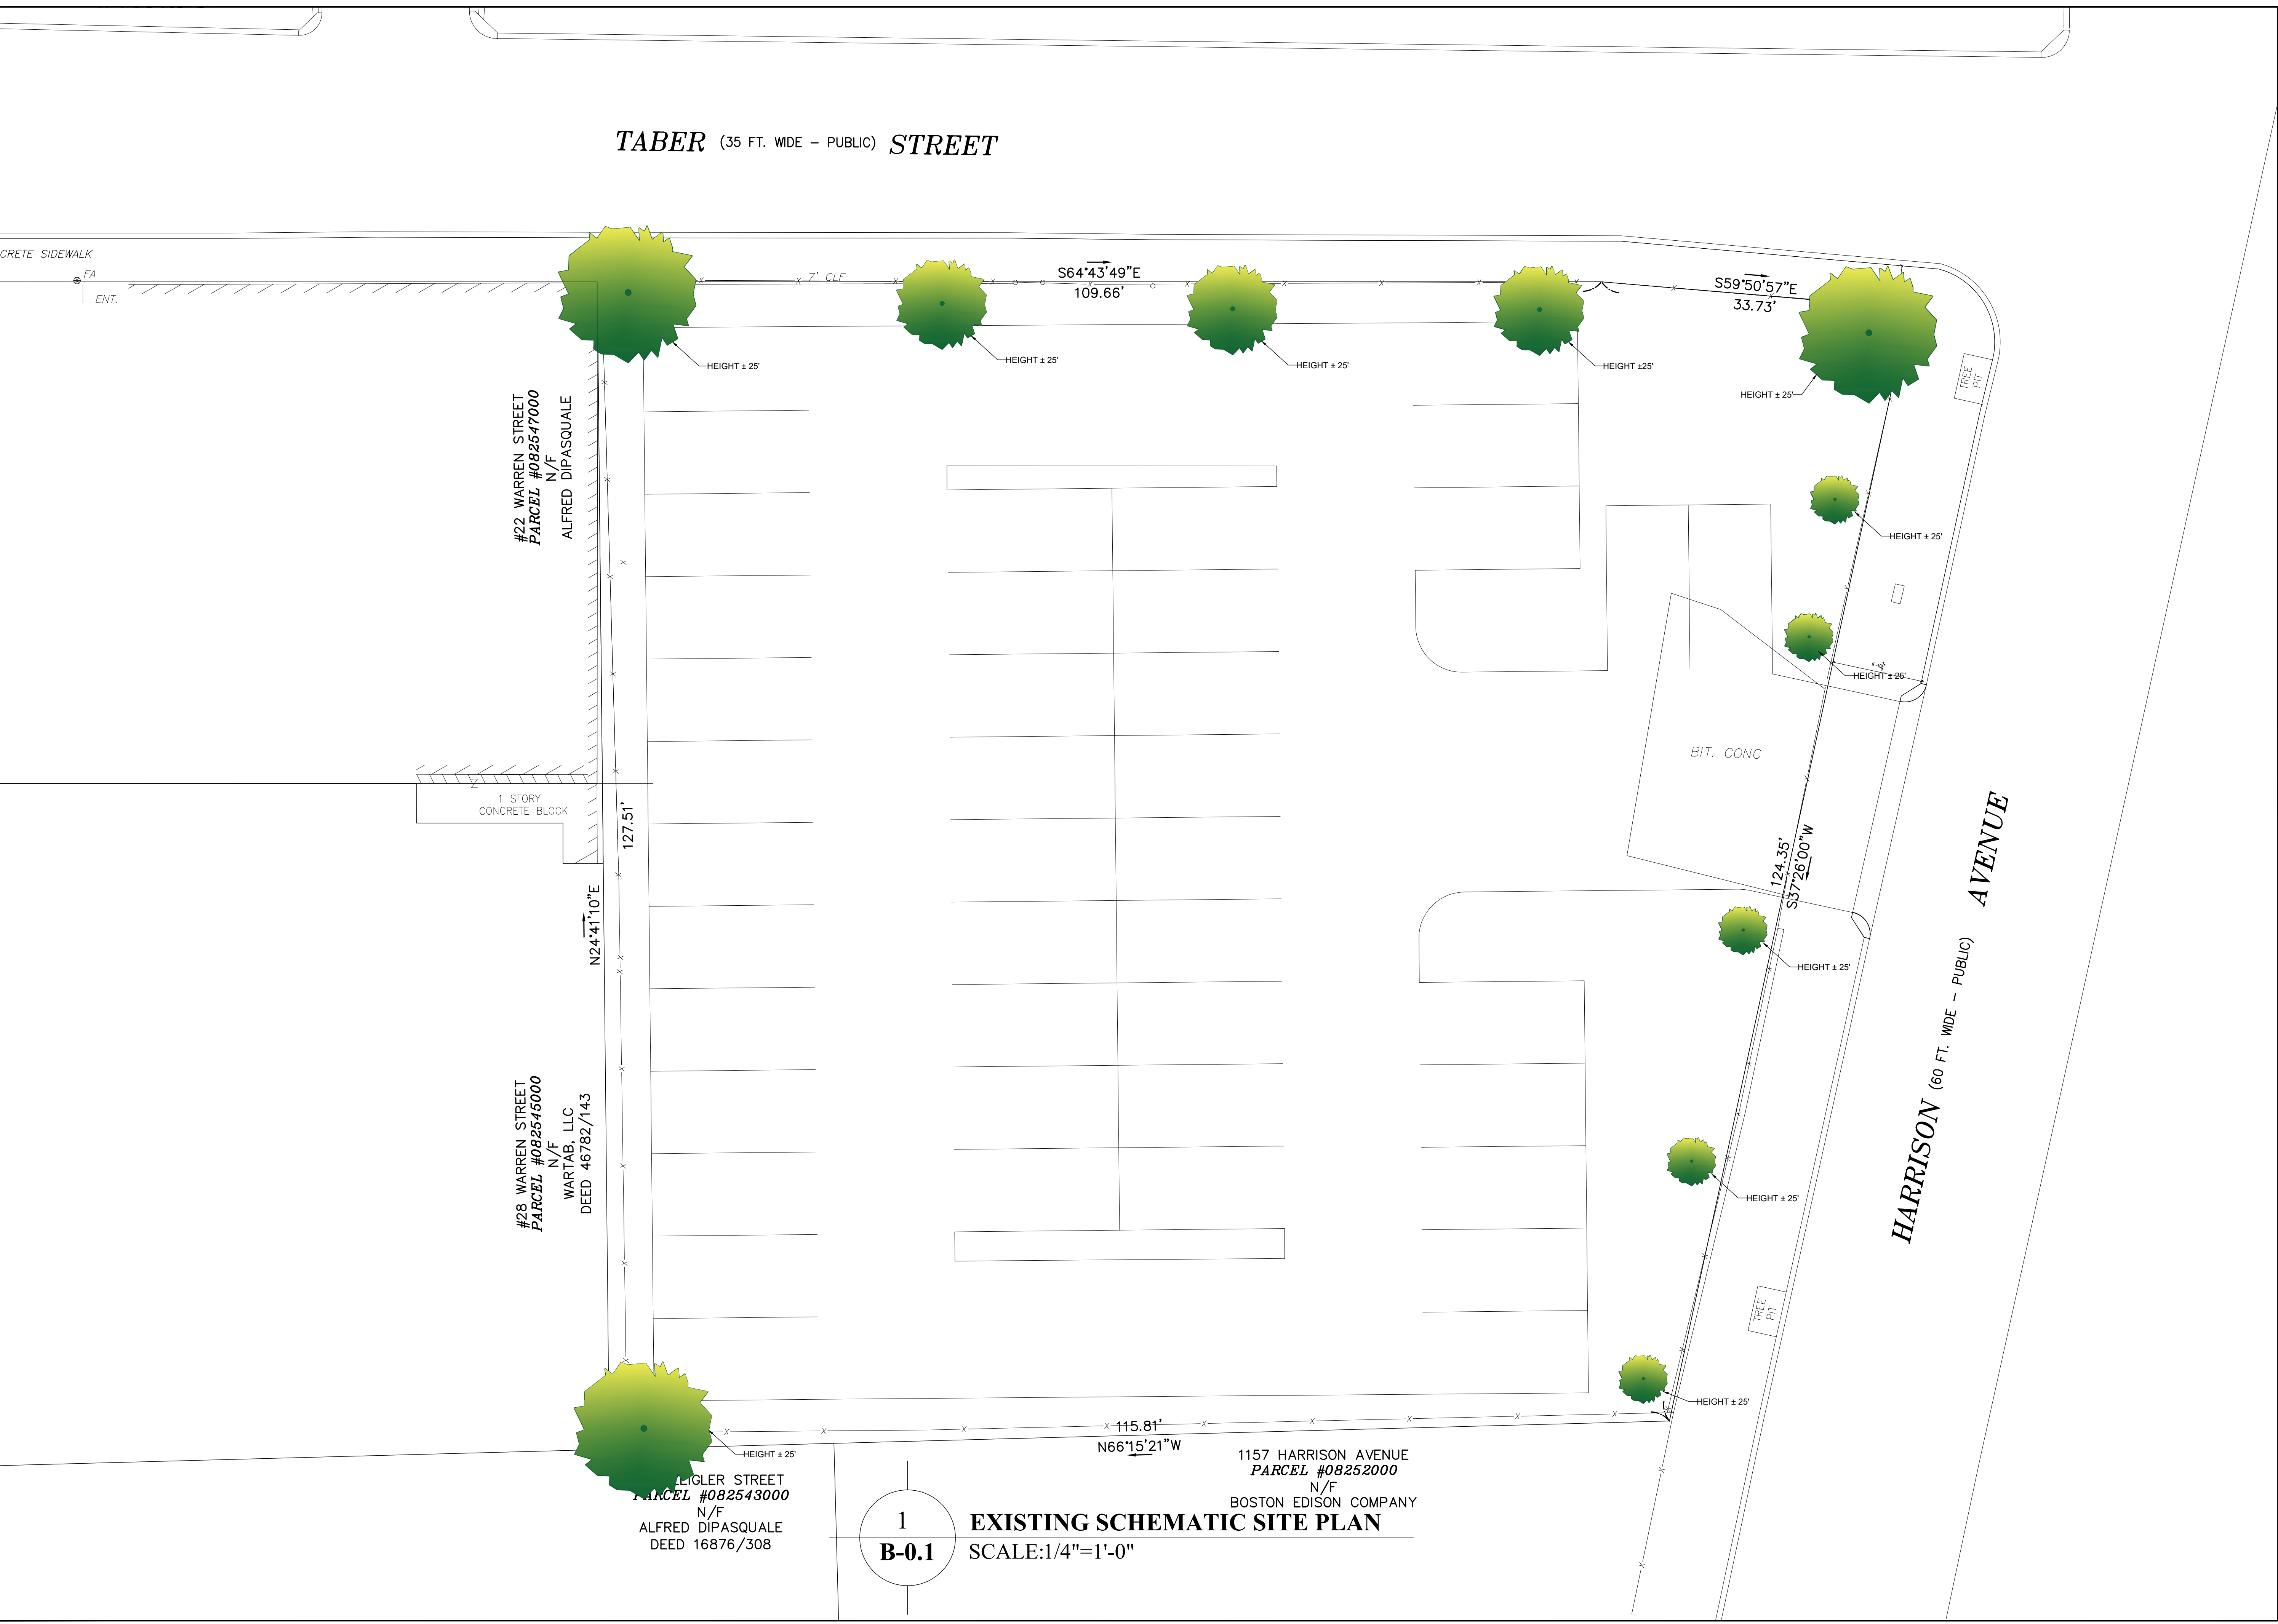 TABER (35 FT. WIDE – PUBLIC) STREET
CRETE SIDEWALK
FA
ENT.
7' CLF
S64°43'49"E
109.66'
S59°50'57"E
33.73'
HEIGHT ± 25'
HEIGHT ± 25'
HEIGHT ± 25'
HEIGHT ±25'
HEIGHT ± 25'
TREE
PIT
#22 WARREN STREET
PARCEL #082547000
N/F
ALFRED DIPASQUALE
HEIGHT ± 25'
HEIGHT ± 25'
BIT. CONC
1 STORY
CONCRETE BLOCK
127.51'
N24°41'10"E
124.35'
S37°26'00"W
HARRISON (60 FT. WIDE – PUBLIC) AVENUE
HEIGHT ± 25'
#28 WARREN STREET
PARCEL #082545000
N/F
WARTAB, LLC
DEED 46782/143
HEIGHT ± 25'
TREE
PIT
HEIGHT ± 25'
115.81'
N66°15'21"W
HEIGHT ± 25'
STREET
PARCEL #082543000
N/F
ALFRED DIPASQUALE
DEED 16876/308
1157 HARRISON AVENUE
PARCEL #08252000
N/F
BOSTON EDISON COMPANY
1
B-0.1
EXISTING SCHEMATIC SITE PLAN
SCALE:1/4"=1'-0"